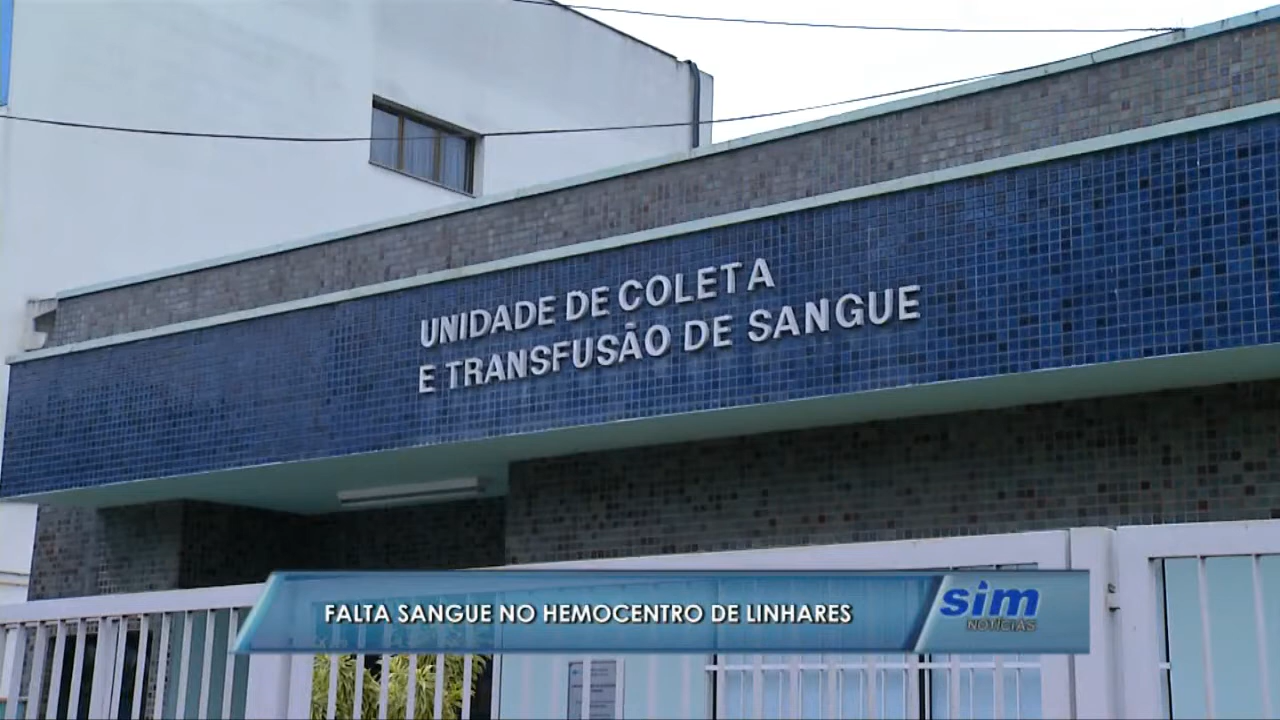 UNIDADE DE COLETA
E TRANSFUSÃO DE SANGUE
FALTA SANGUE NO HEMOCENTRO DE LINHARES
sim
NOTÍCIAS